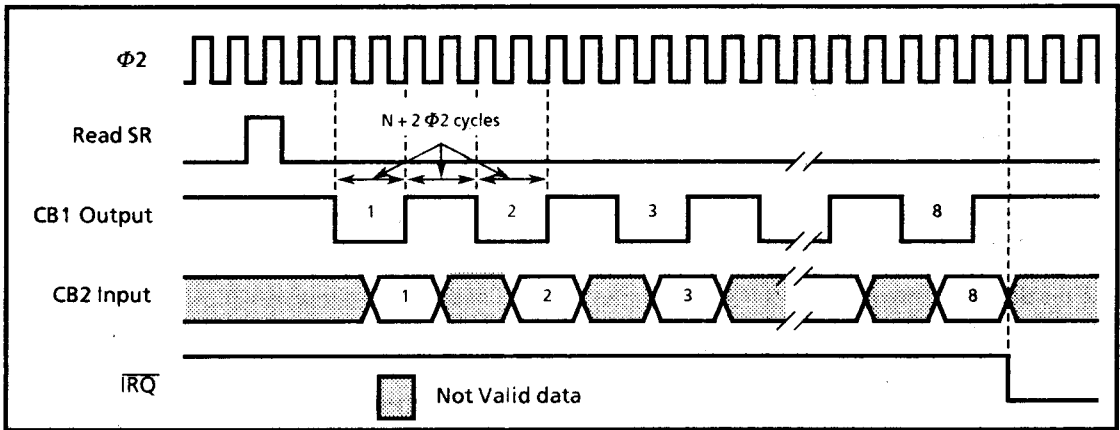 Φ2
Read SR
N + 2 Φ2 cycles
CB1 Output
1
2
3
8
CB2 Input
1
2
3
8
IRQ
Not Valid data